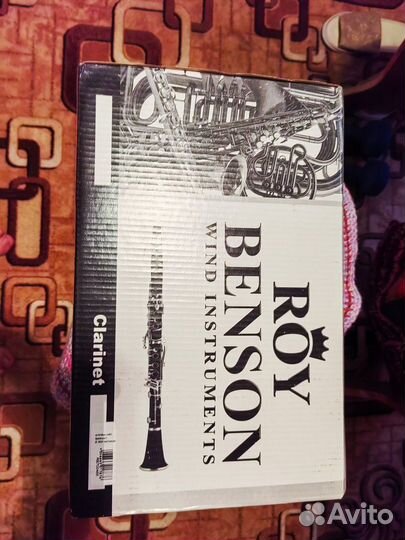 ROY
BENSON
WIND INSTRUMENTS
Clarinet
Avito